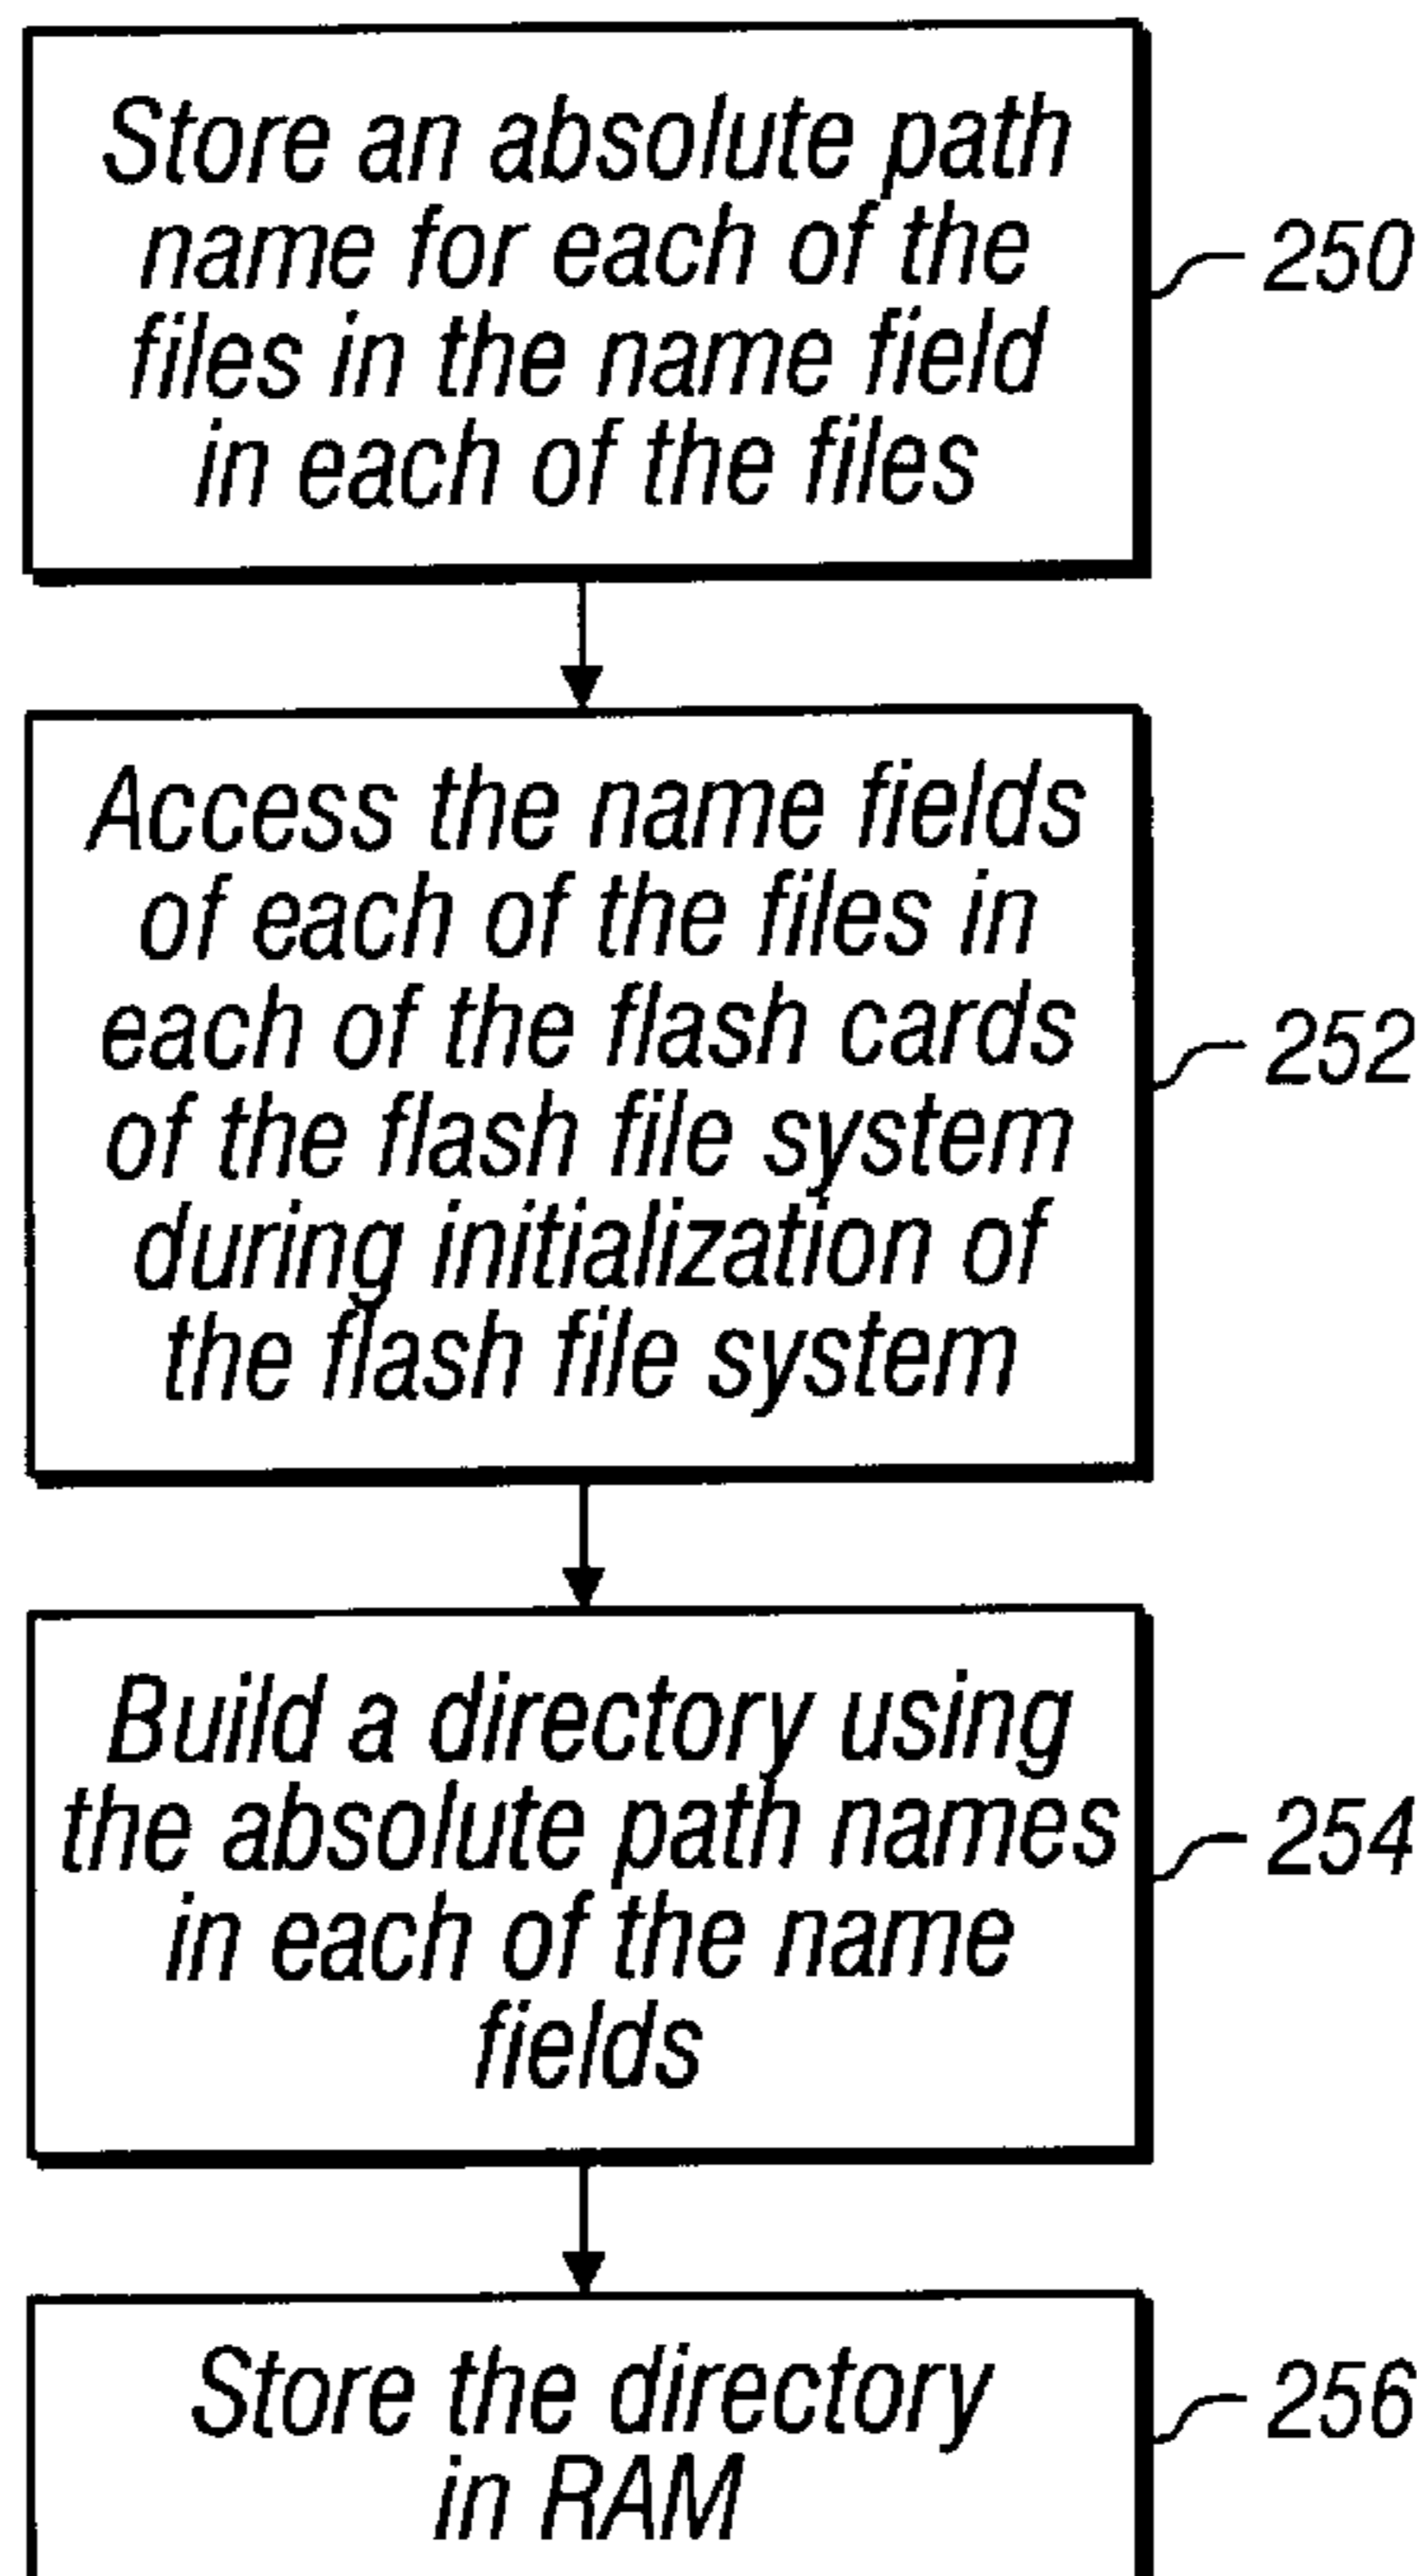 Store an absolute path
name for each of the
files in the name field
in each of the files
250
Access the name fields
of each of the files in
each of the flash cards
of the flash file system
during initialization of
the flash file system
252
Build a directory using
the absolute path names
in each of the name
fields
254
Store the directory
in RAM
256